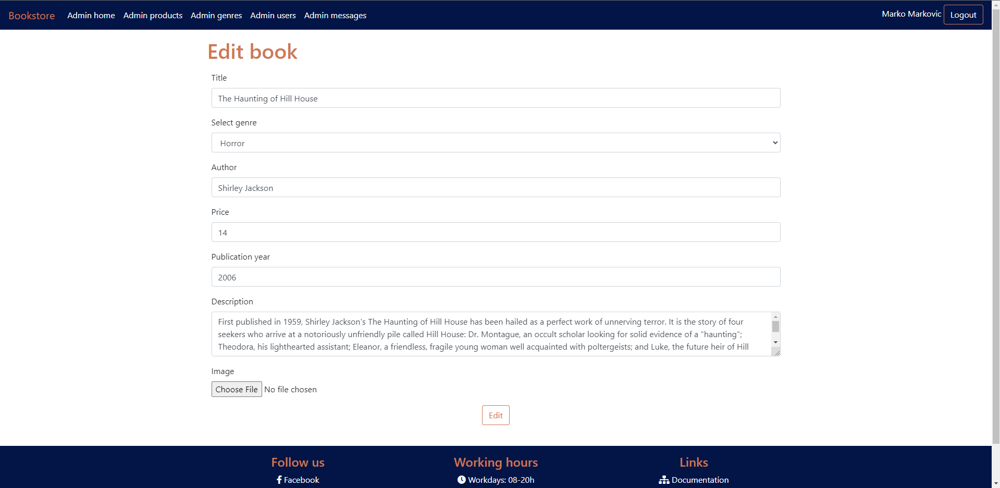 Bookstore Admin home Admin products Admin genres Admin users Admin messages Marko Markovic Logout
Edit book
Title
The Haunting of Hill House
Select genre
Horror
Author
Shirley Jackson
Price
14
Publication year
2006
Description
First published in 1959, Shirley Jackson's The Haunting of Hill House has been hailed as a perfect work of unnerving terror. It is the story of four
seekers who arrive at a notoriously unfriendly pile called Hill House: Dr. Montague, an occult scholar looking for solid evidence of a "haunting";
Theodora, his lighthearted assistant; Eleanor, a friendless, fragile young woman well acquainted with poltergeists; and Luke, the future heir of Hill
Image
Choose File No file chosen
Edit
Follow us Working hours Links
Facebook Workdays: 08-20h Documentation